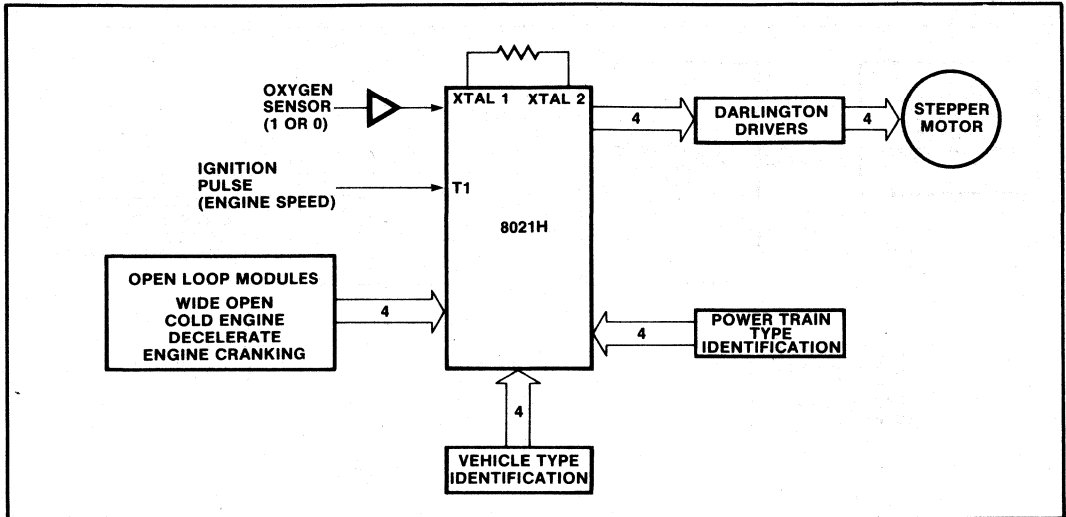 OXYGEN
SENSOR
(1 OR 0)
XTAL 1 XTAL 2
4
DARLINGTON
DRIVERS
4
STEPPER
MOTOR
IGNITION
PULSE
(ENGINE SPEED)
T1
8021H
OPEN LOOP MODULES
WIDE OPEN
COLD ENGINE
DECELERATE
ENGINE CRANKING
4
4
POWER TRAIN
TYPE
IDENTIFICATION
4
VEHICLE TYPE
IDENTIFICATION